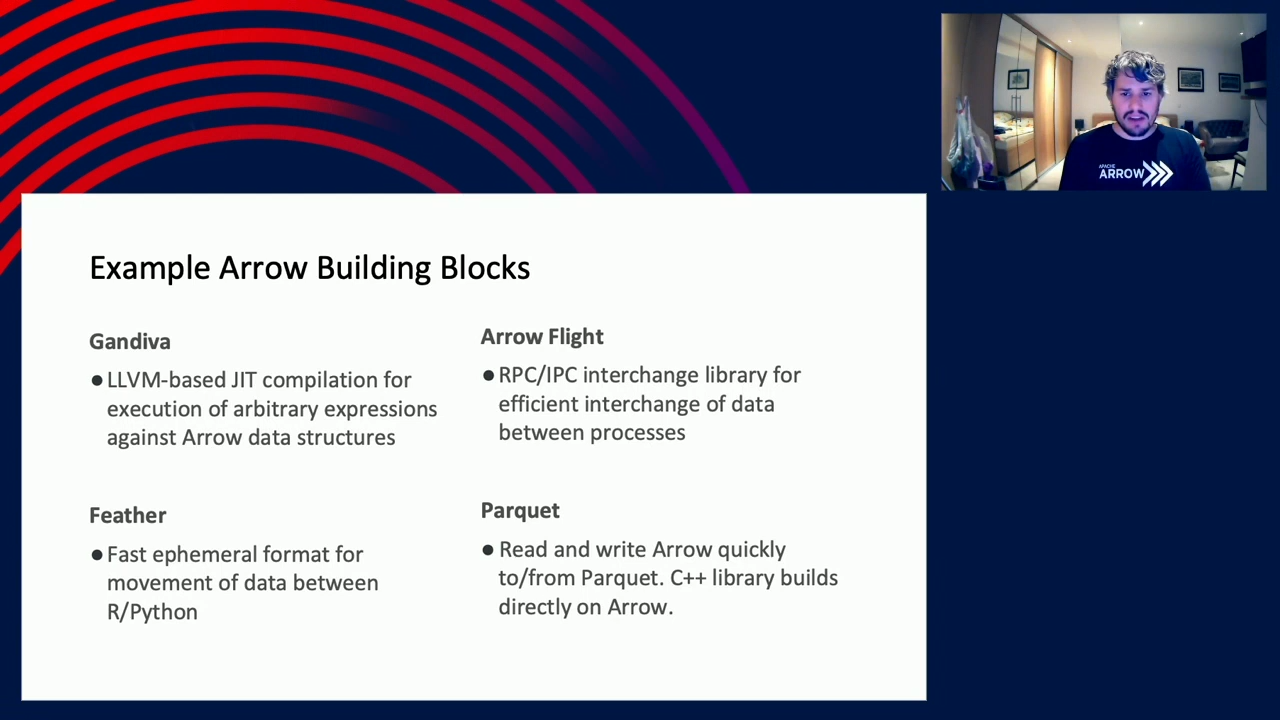 APACHE
ARROW
Example Arrow Building Blocks
Gandiva
●LLVM-based JIT compilation for
execution of arbitrary expressions
against Arrow data structures
Arrow Flight
●RPC/IPC interchange library for
efficient interchange of data
between processes
Feather
●Fast ephemeral format for
movement of data between
R/Python
Parquet
●Read and write Arrow quickly
to/from Parquet. C++ library builds
directly on Arrow.